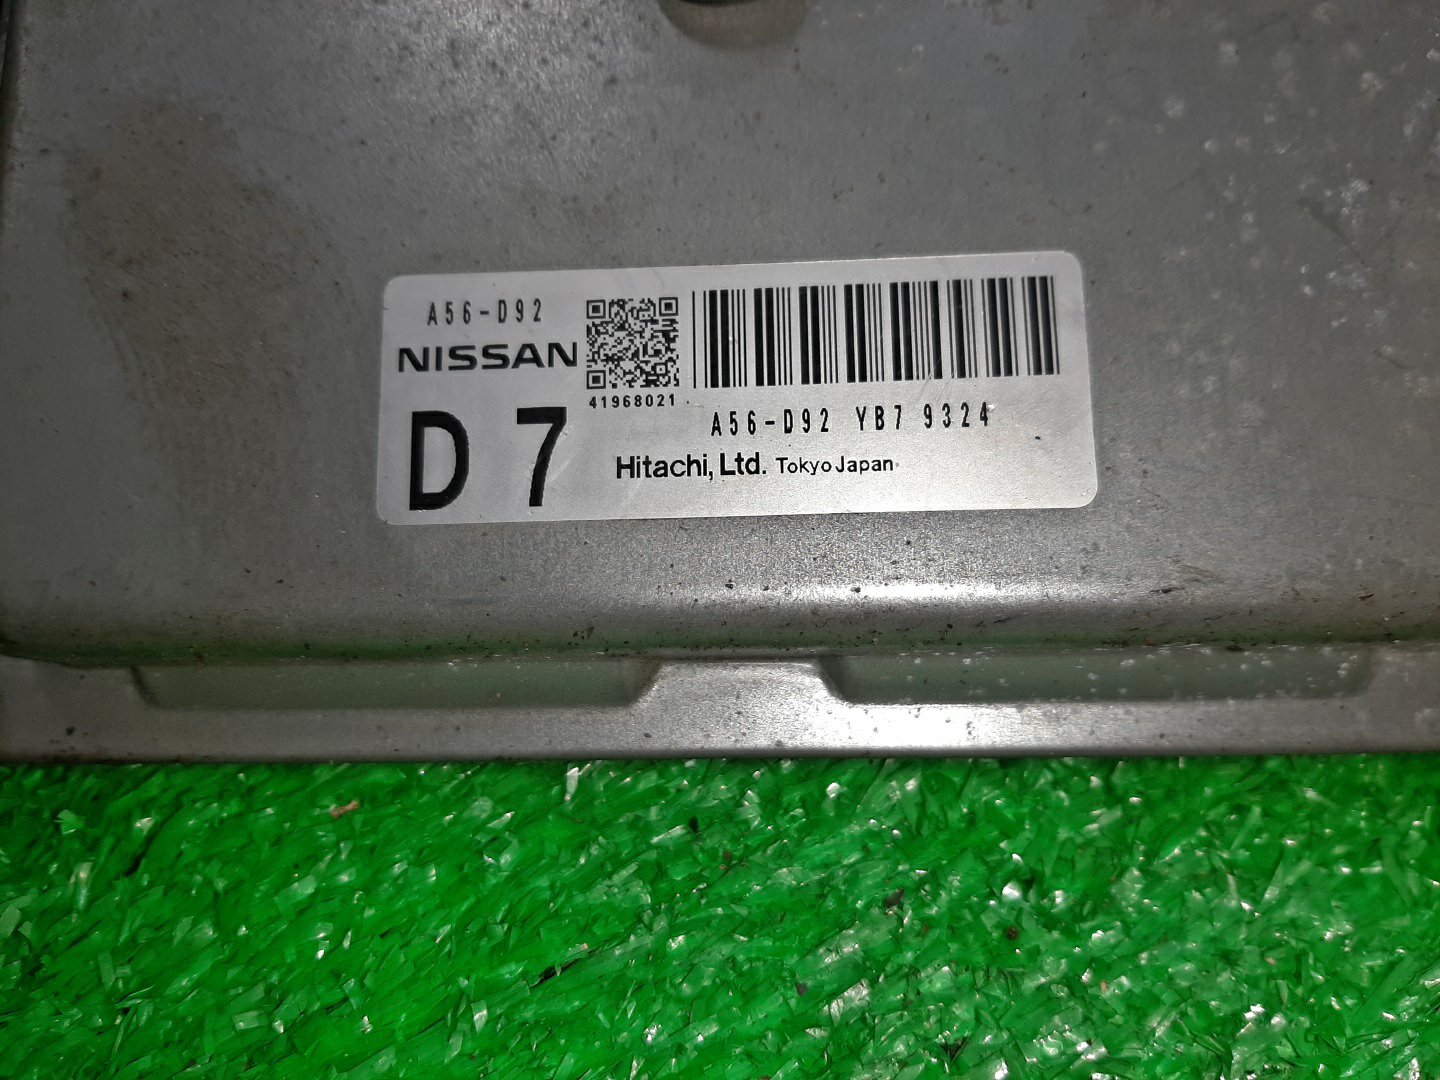 A56-D92
NISSAN
41968021
D 7
A56-D92 YB7 9324
Hitachi, Ltd. Tokyo Japan